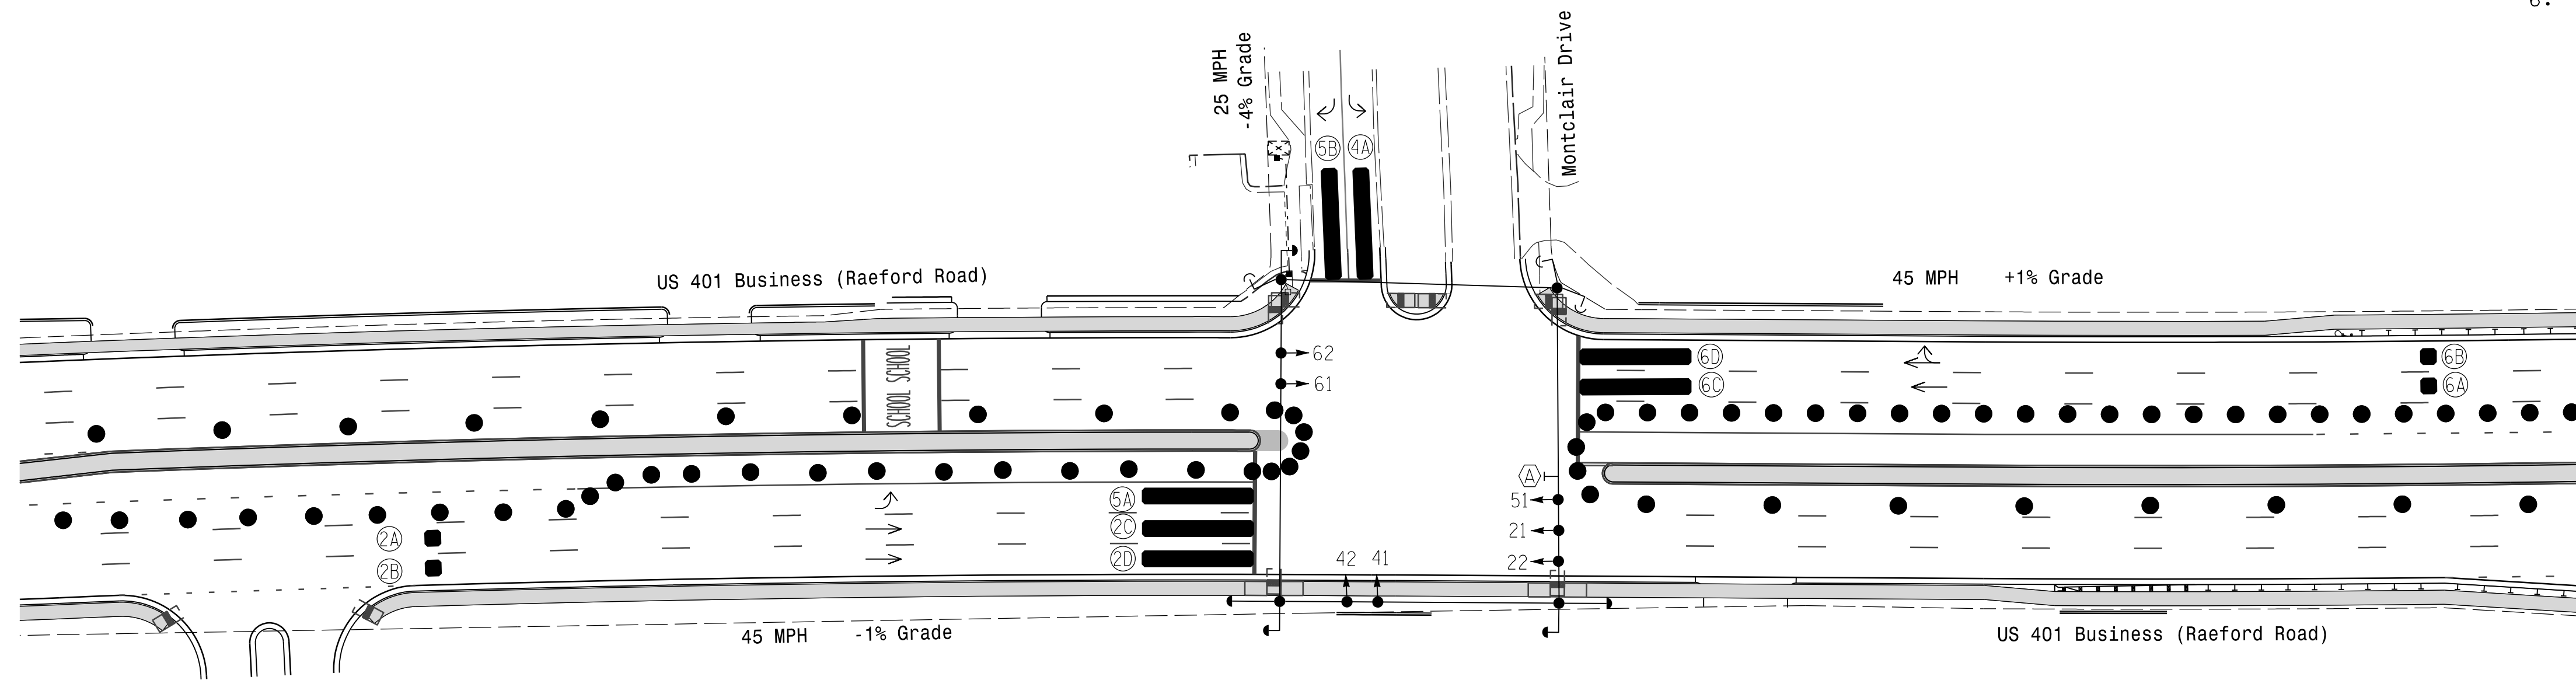 6.
25 MPH
-4% Grade
Montclair Drive
5B 4A
US 401 Business (Raeford Road)
45 MPH +1% Grade
SCHOOL SCHOOL
62
61
6D
6C
6B
6A
A
51
21
22
5A
2C
2D
2A
2B
42 41
45 MPH -1% Grade
US 401 Business (Raeford Road)